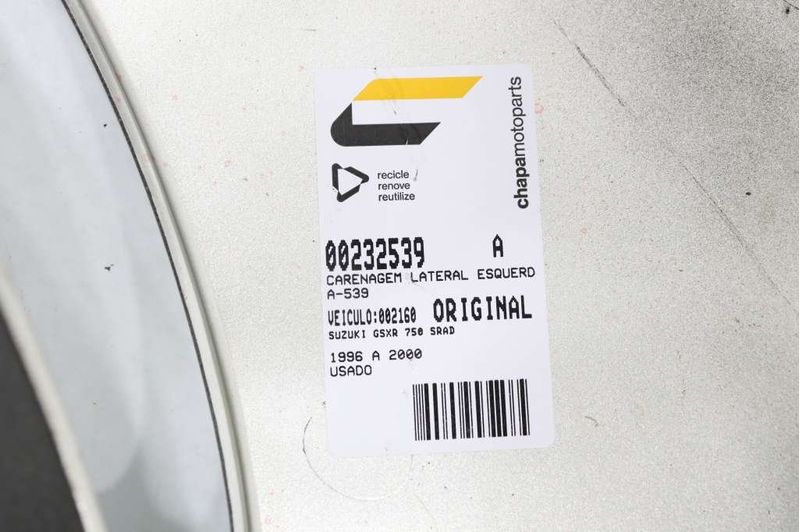 chapamotoparts
recicle
renove
reutilize
00232539 A
CARENAGEM LATERAL ESQUERD
A-539
VEICULO:002160 ORIGINAL
SUZUKI GSXR 750 SRAD
1996 A 2000
USADO